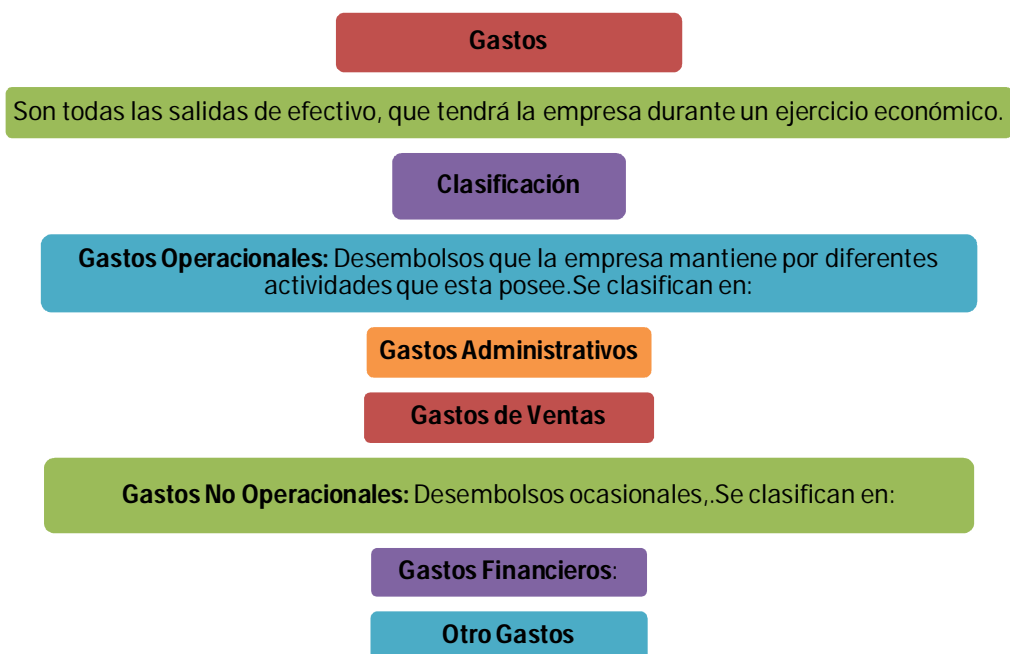 Gastos
Son todas las salidas de efectivo, que tendrá la empresa durante un ejercicio económico.
Clasificación
Gastos Operacionales: Desembolsos que la empresa mantiene por diferentes
actividades que esta posee.Se clasifican en:
Gastos Administrativos
Gastos de Ventas
Gastos No Operacionales: Desembolsos ocasionales,.Se clasifican en:
Gastos Financieros:
Otro Gastos